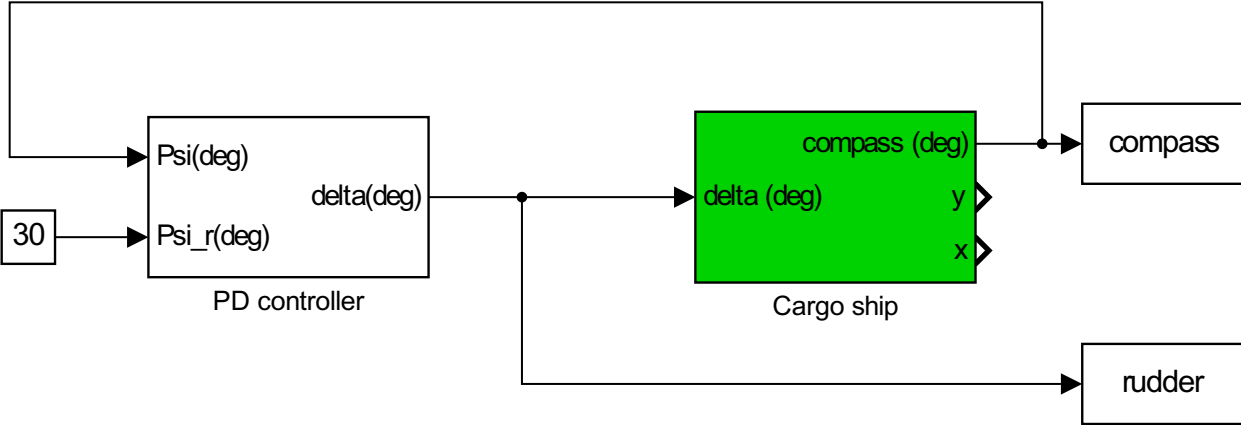 Psi(deg)
delta(deg)
30
Psi_r(deg)
PD controller
compass (deg)
delta (deg)
y
x
Cargo ship
compass
rudder